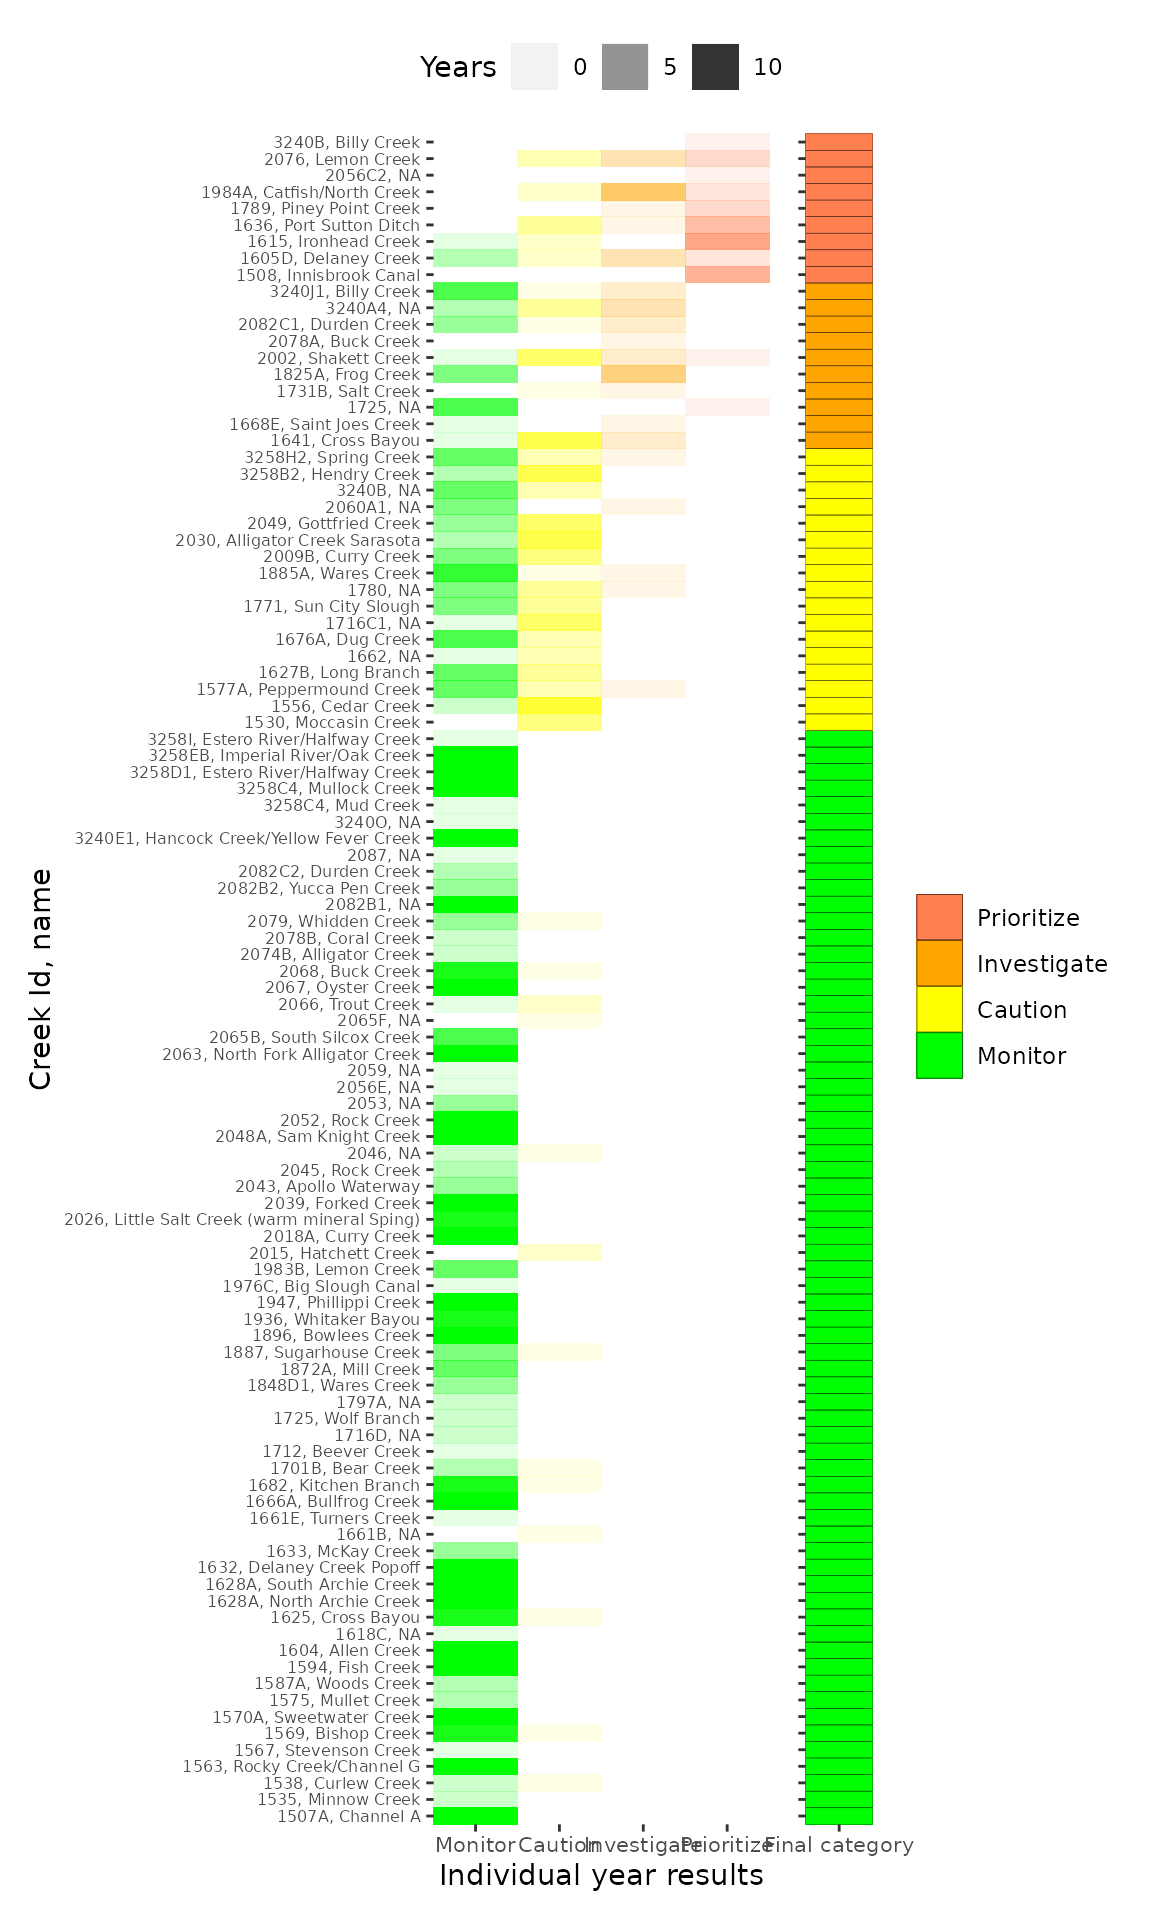 Years 0 5 10
3240B, Billy Creek
2076, Lemon Creek
2056C2, NA
1984A, Catfish/North Creek
1789, Piney Point Creek
1636, Port Sutton Ditch
1615, Ironhead Creek
1605D, Delaney Creek
1508, Innisbrook Canal
3240J1, Billy Creek
3240A4, NA
2082C1, Durden Creek
2078A, Buck Creek
2002, Shakett Creek
1825A, Frog Creek
1731B, Salt Creek
1725, NA
1668E, Saint Joes Creek
1641, Cross Bayou
3258H2, Spring Creek
3258B2, Hendry Creek
3240B, NA
2060A1, NA
2049, Gottfried Creek
2030, Alligator Creek Sarasota
2009B, Curry Creek
1885A, Wares Creek
1780, NA
1771, Sun City Slough
1716C1, NA
1676A, Dug Creek
1662, NA
1627B, Long Branch
1577A, Peppermound Creek
1556, Cedar Creek
1530, Moccasin Creek
3258I, Estero River/Halfway Creek
3258EB, Imperial River/Oak Creek
3258D1, Estero River/Halfway Creek
3258C4, Mullock Creek
3258C4, Mud Creek
3240O, NA
3240E1, Hancock Creek/Yellow Fever Creek
2087, NA
2082C2, Durden Creek
2082B2, Yucca Pen Creek
2082B1, NA
2079, Whidden Creek
2078B, Coral Creek
2074B, Alligator Creek
2068, Buck Creek
2067, Oyster Creek
2066, Trout Creek
2065F, NA
2065B, South Silcox Creek
2063, North Fork Alligator Creek
2059, NA
2056E, NA
2053, NA
2052, Rock Creek
2048A, Sam Knight Creek
2046, NA
2045, Rock Creek
2043, Apollo Waterway
2039, Forked Creek
2026, Little Salt Creek (warm mineral Sping)
2018A, Curry Creek
2015, Hatchett Creek
1983B, Lemon Creek
1976C, Big Slough Canal
1947, Phillippi Creek
1936, Whitaker Bayou
1896, Bowlees Creek
1887, Sugarhouse Creek
1872A, Mill Creek
1848D1, Wares Creek
1797A, NA
1725, Wolf Branch
1716D, NA
1712, Beever Creek
1701B, Bear Creek
1682, Kitchen Branch
1666A, Bullfrog Creek
1661E, Turners Creek
1661B, NA
1633, McKay Creek
1632, Delaney Creek Popoff
1628A, South Archie Creek
1628A, North Archie Creek
1625, Cross Bayou
1618C, NA
1604, Allen Creek
1594, Fish Creek
1587A, Woods Creek
1575, Mullet Creek
1570A, Sweetwater Creek
1569, Bishop Creek
1567, Stevenson Creek
1563, Rocky Creek/Channel G
1538, Curlew Creek
1535, Minnow Creek
1507A, Channel A
Creek Id, name
Monitor Caution Investigate Prioritize Final category
Individual year results
Prioritize
Investigate
Caution
Monitor